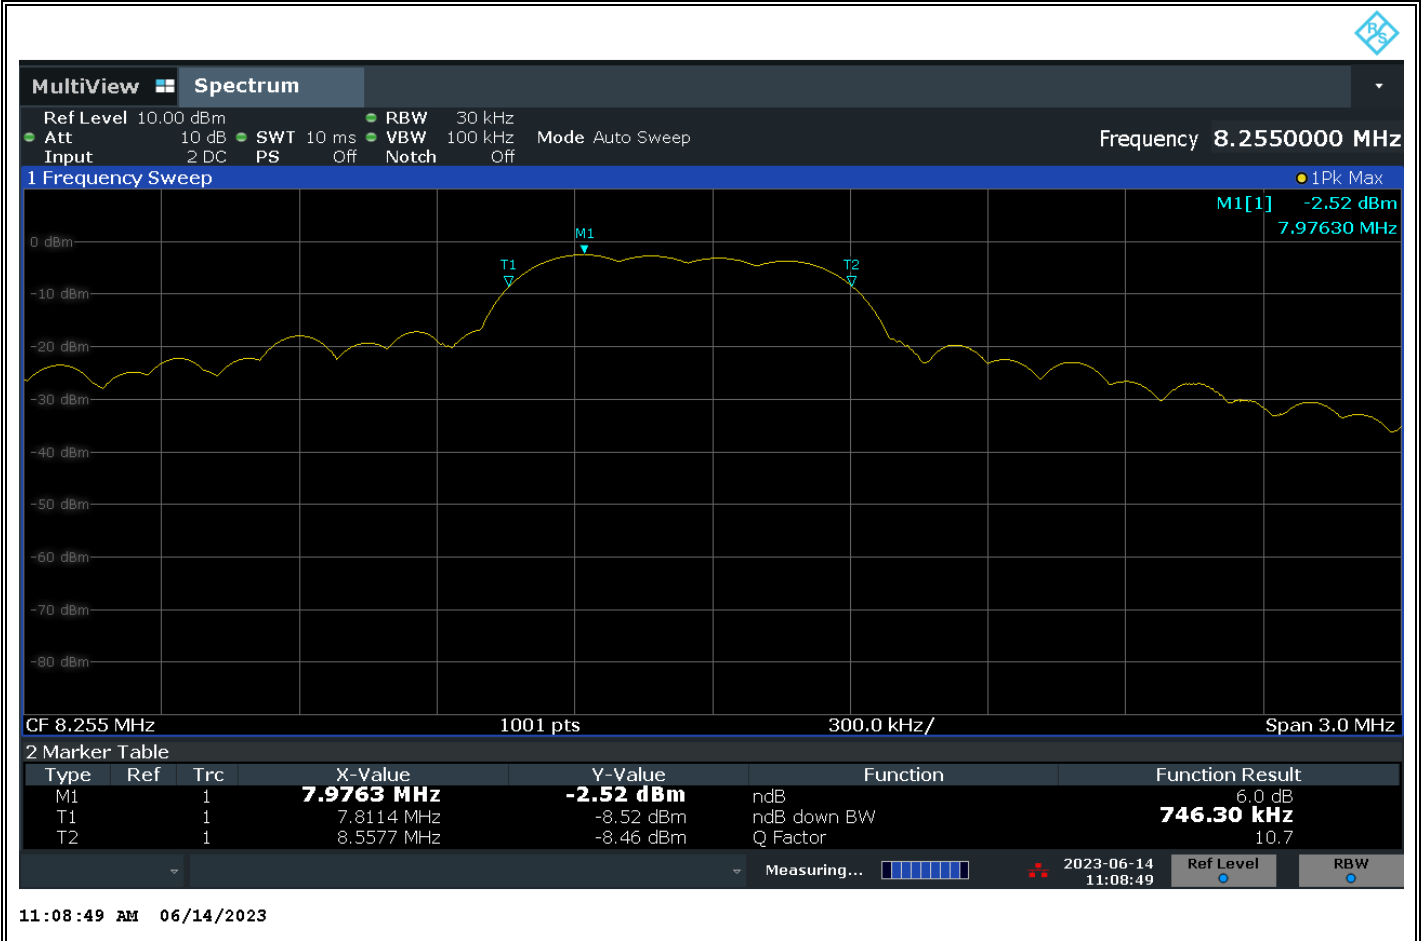 R&S
MultiView Spectrum
Ref Level 10.00 dBm RBW 30 kHz
Att 10 dB SWT 10 ms VBW 100 kHz Mode Auto Sweep Frequency 8.2550000 MHz
Input 2 DC PS Off Notch Off
1 Frequency Sweep 1Pk Max
M1[1] -2.52 dBm
7.97630 MHz
M1
0 dBm
T1 T2
-10 dBm
-20 dBm
-30 dBm
-40 dBm
-50 dBm
-60 dBm
-70 dBm
-80 dBm
CF 8.255 MHz 1001 pts 300.0 kHz/ Span 3.0 MHz
2 Marker Table
Type Ref Trc X-Value Y-Value Function Function Result
M1 1 7.9763 MHz -2.52 dBm ndB 6.0 dB
T1 1 7.8114 MHz -8.52 dBm ndB down BW 746.30 kHz
T2 1 8.5577 MHz -8.46 dBm Q Factor 10.7
Measuring... 2023-06-14 Ref Level RBW
11:08:49
11:08:49 AM 06/14/2023